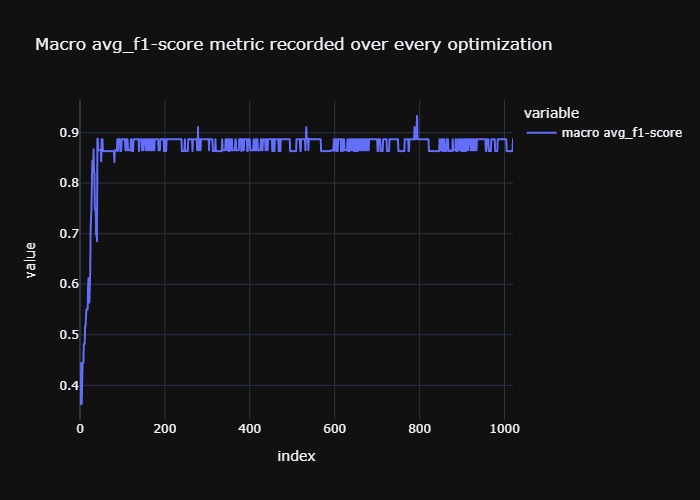 Macro avg_f1-score metric recorded over every optimization
variable
macro avg_f1-score
value
0.9
0.8
0.7
0.6
0.5
0.4
0 200 400 600 800 1000
index